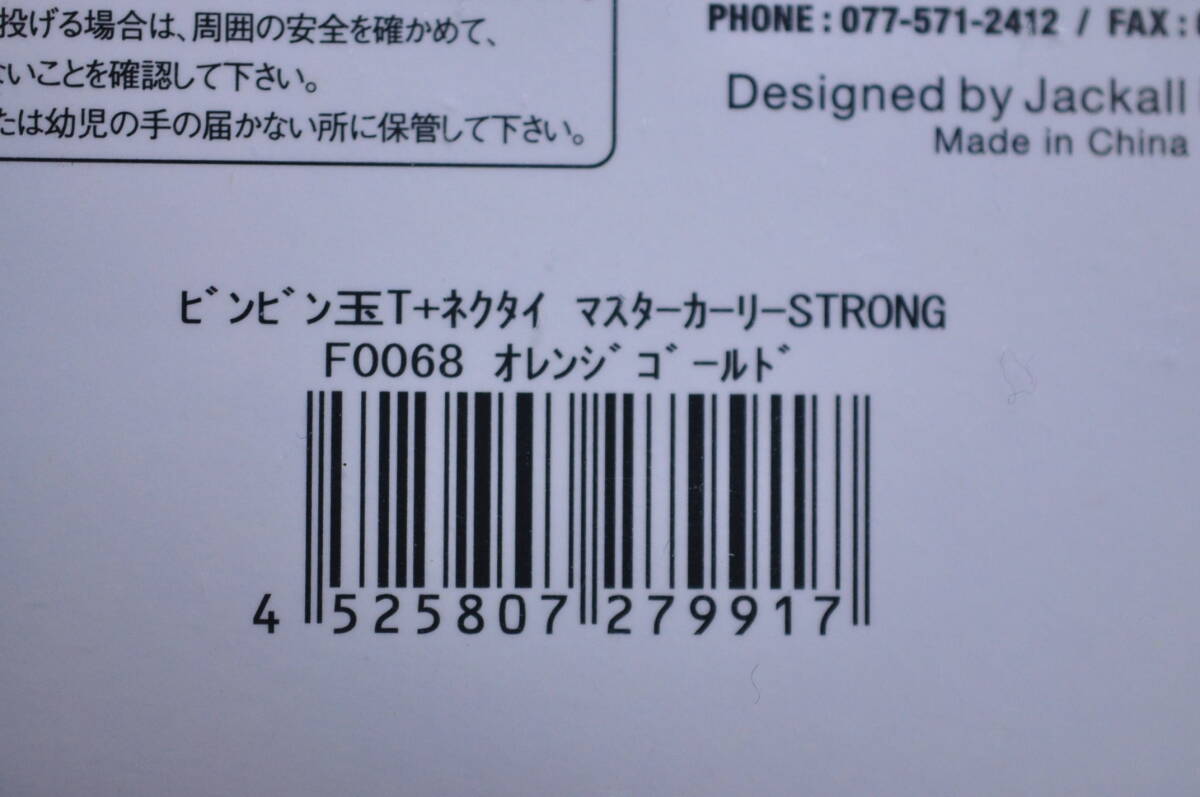 投げる場合は、周囲の安全を確かめて、
ないことを確認して下さい。
たは幼児の手の届かない所に保管して下さい。
PHONE : 077-571-2412 / FAX :
Designed by Jackall
Made in China
ﾋﾞﾝﾋﾞﾝ玉T+ﾈｸﾀｲ ﾏｽﾀｰｶｰﾘｰSTRONG
F0068 ｵﾚﾝｼﾞｺﾞｰﾙﾄﾞ
4 525807 279917